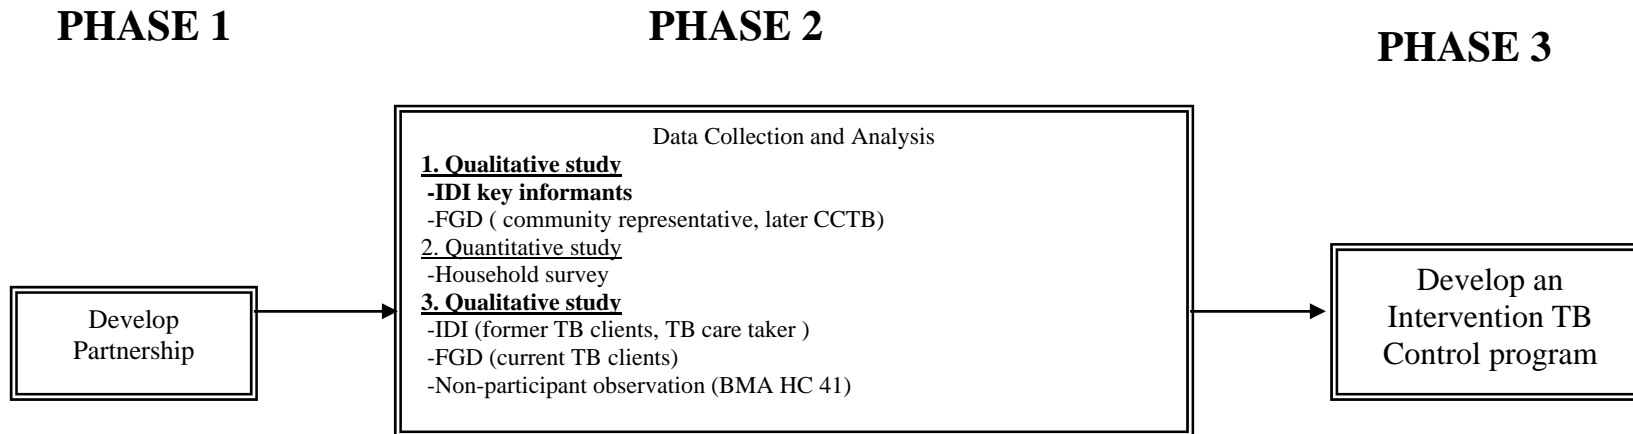 PHASE 1
PHASE 2
PHASE 3
Develop
Partnership
Data Collection and Analysis
1. Qualitative study
-IDI key informants
-FGD ( community representative, later CCTB)
2. Quantitative study
-Household survey
3. Qualitative study
-IDI (former TB clients, TB care taker )
-FGD (current TB clients)
-Non-participant observation (BMA HC 41)
Develop an
Intervention TB
Control program